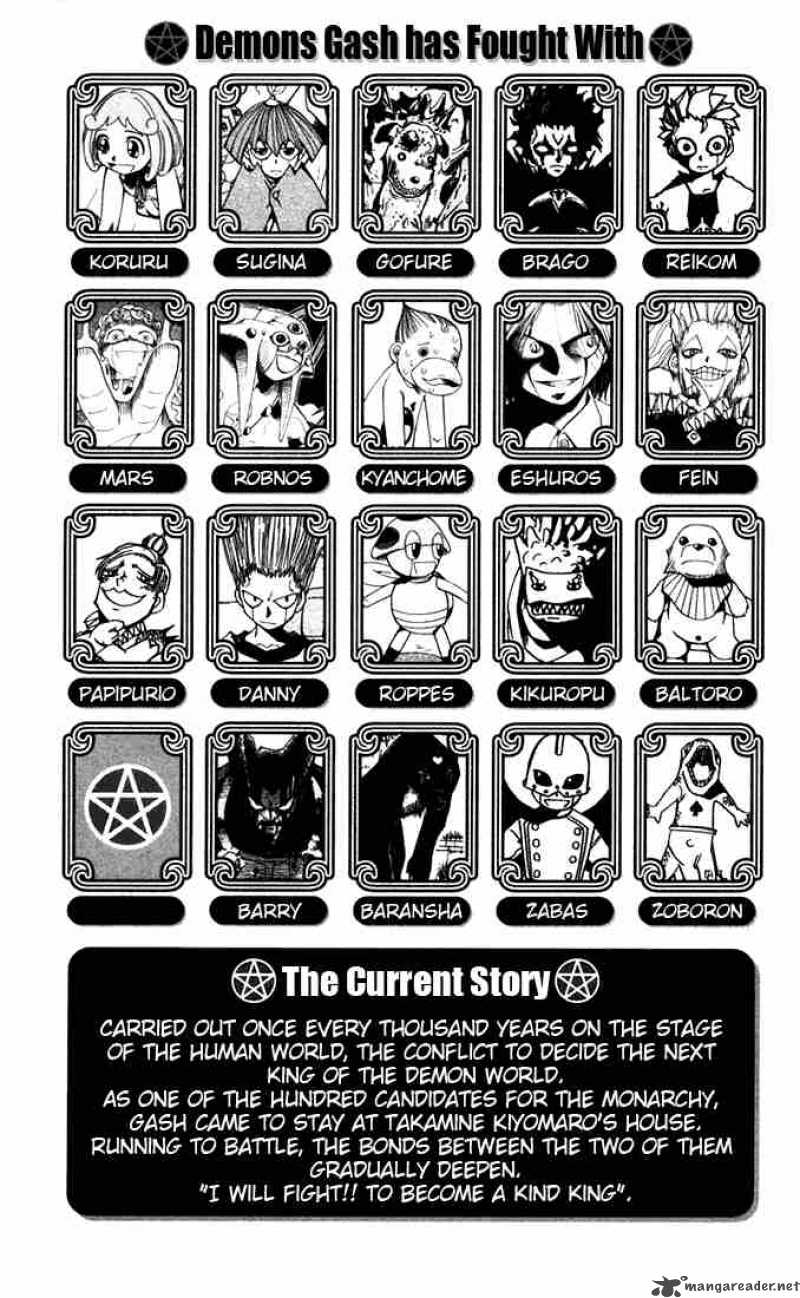 Demons Gash has Fought With
KORURU SUGINA GOFURE BRAGO REIKOM
MARS ROBNOS KYANCHOME ESHUROS FEIN
PAPIPURIO DANNY ROPPES KIKUROPU BALTORO
BARRY BARANSHA ZABAS ZOBORON
The Current Story
CARRIED OUT ONCE EVERY THOUSAND YEARS ON THE STAGE
OF THE HUMAN WORLD, THE CONFLICT TO DECIDE THE NEXT
KING OF THE DEMON WORLD.
AS ONE OF THE HUNDRED CANDIDATES FOR THE MONARCHY,
GASH CAME TO STAY AT TAKAMINE KIYOMARO'S HOUSE.
RUNNING TO BATTLE, THE BONDS BETWEEN THE TWO OF THEM
GRADUALLY DEEPEN.
"I WILL FIGHT!! TO BECOME A KIND KING".
mangareader.net